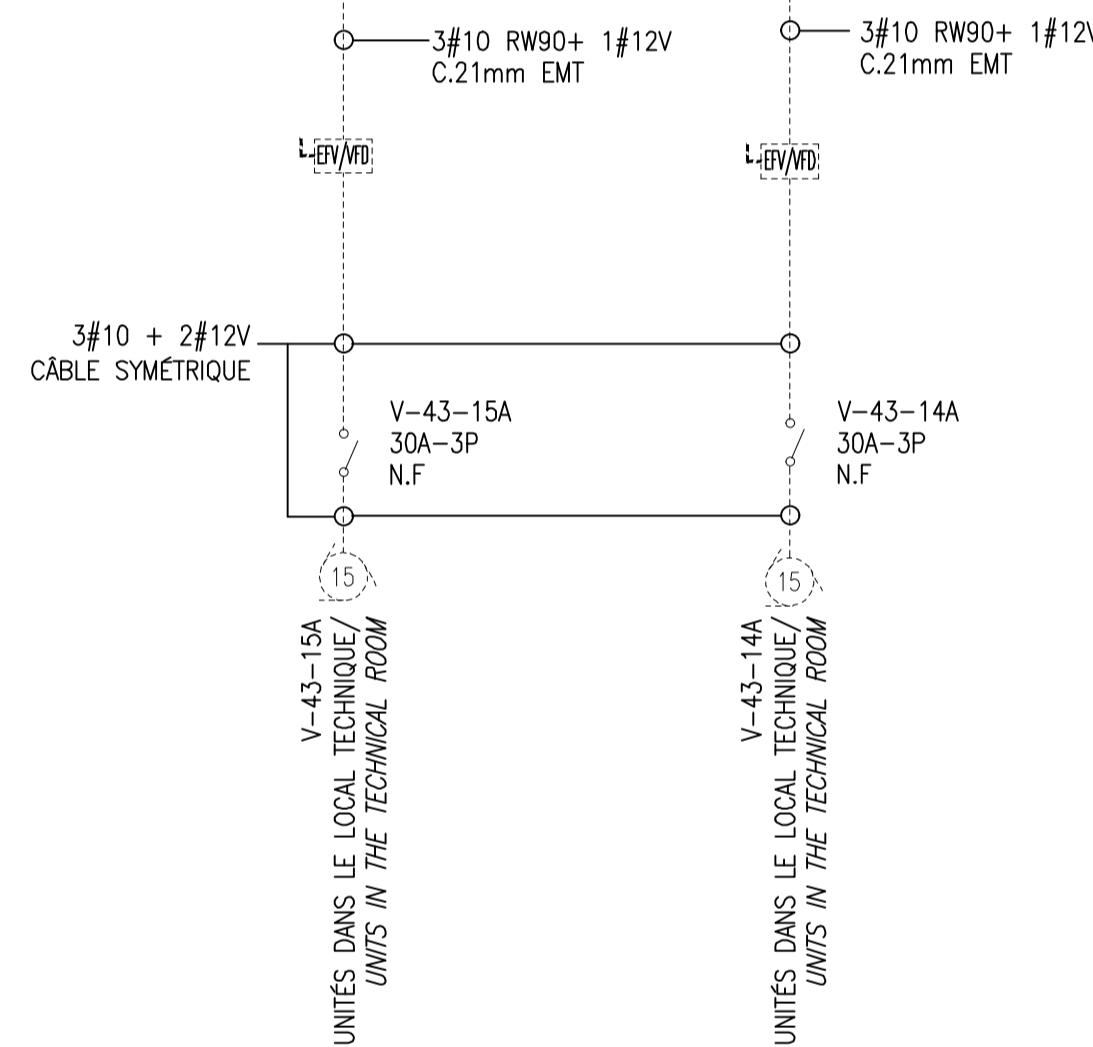 3#10 RW90+ 1#12V
C.21mm EMT
3#10 RW90+ 1#12V
C.21mm EMT
L
EFV/VFD
L
EFV/VFD
3#10 + 2#12V
CÂBLE SYMÉTRIQUE
V-43-15A
30A-3P
N.F
V-43-14A
30A-3P
N.F
15
15
V-43-15A
UNITÉS DANS LE LOCAL TECHNIQUE/
UNITS IN THE TECHNICAL ROOM
V-43-14A
UNITÉS DANS LE LOCAL TECHNIQUE/
UNITS IN THE TECHNICAL ROOM